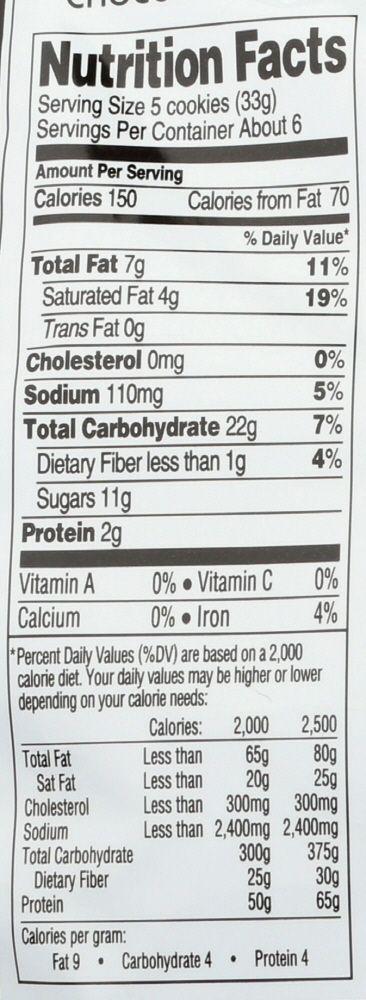 Nutrition Facts
Serving Size 5 cookies (33g)
Servings Per Container About 6
Amount Per Serving
Calories 150 Calories from Fat 70
% Daily Value*
Total Fat 7g 11%
Saturated Fat 4g 19%
Trans Fat 0g
Cholesterol 0mg 0%
Sodium 110mg 5%
Total Carbohydrate 22g 7%
Dietary Fiber less than 1g 4%
Sugars 11g
Protein 2g
Vitamin A 0% • Vitamin C 0%
Calcium 0% • Iron 4%
*Percent Daily Values (%DV) are based on a 2,000
calorie diet. Your daily values may be higher or lower
depending on your calorie needs:
Calories: 2,000 2,500
Total Fat Less than 65g 80g
Sat Fat Less than 20g 25g
Cholesterol Less than 300mg 300mg
Sodium Less than 2,400mg 2,400mg
Total Carbohydrate 300g 375g
Dietary Fiber 25g 30g
Protein 50g 65g
Calories per gram:
Fat 9 • Carbohydrate 4 • Protein 4